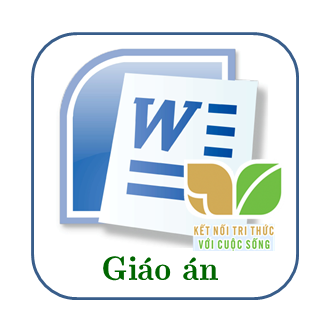 W
KẾT NỐI TRI THỨC
VỚI CUỘC SỐNG
Giáo án